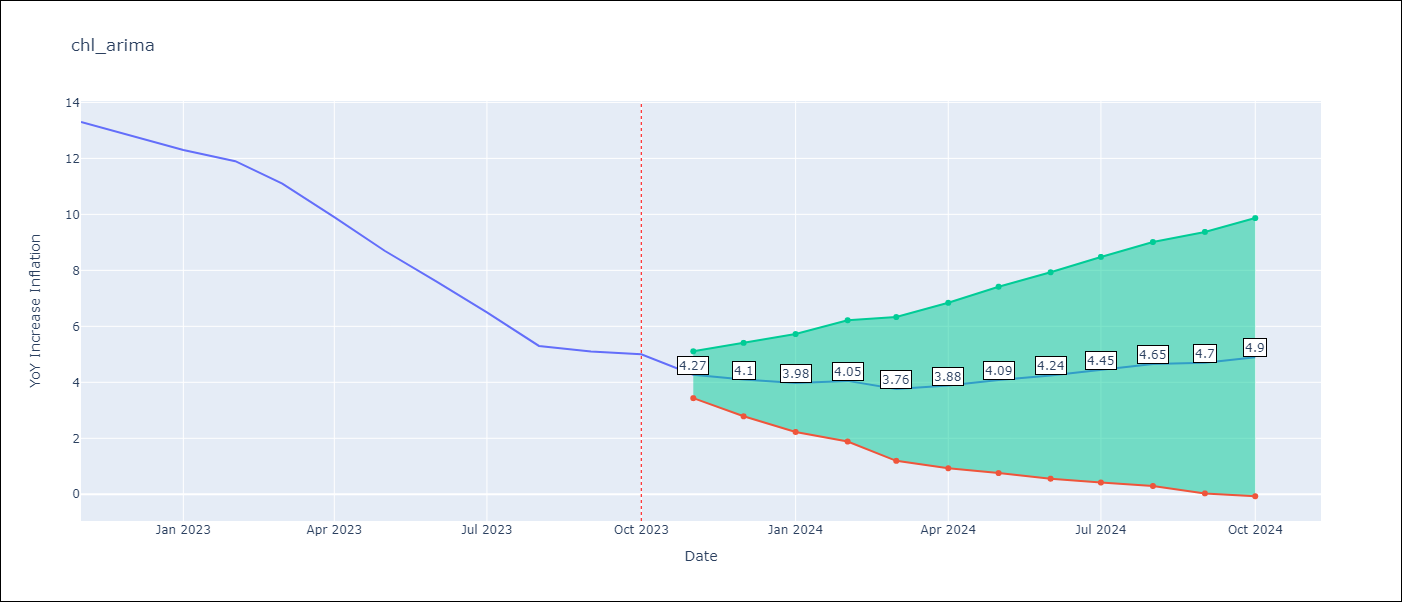 chl_arima
YoY Increase Inflation
14
12
10
8
6
4
2
0
4.27
4.1
3.98
4.05
3.76
3.88
4.09
4.24
4.45
4.65
4.7
4.9
Jan 2023
Apr 2023
Jul 2023
Oct 2023
Jan 2024
Apr 2024
Jul 2024
Oct 2024
Date